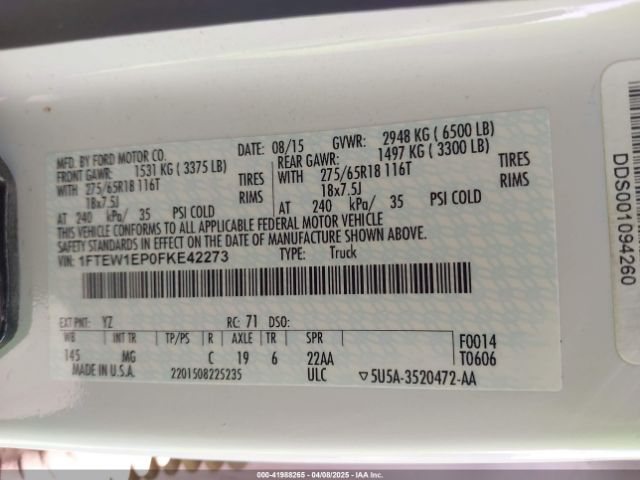 MFD. BY FORD MOTOR CO.
DATE: 08/15 GVWR: 2948 KG ( 6500 LB)
FRONT GAWR: 1531 KG ( 3375 LB)
REAR GAWR: 1497 KG ( 3300 LB)
WITH 275/65R18 116T TIRES
WITH 275/65R18 116T TIRES
18x7.5J RIMS
18x7.5J RIMS
AT 240 kPa/ 35 PSI COLD
AT 240 kPa/ 35 PSI COLD
THIS VEHICLE CONFORMS TO ALL APPLICABLE FEDERAL MOTOR VEHICLE
SAFETY STANDARDS IN EFFECT ON THE DATE OF MANUFACTURE SHOWN ABOVE.
VIN: 1FTEW1EP0FKE42273 TYPE: Truck
EXT PNT: YZ RC: 71 DSO:
WB INT TR TP/PS R AXLE TR SPR
145 MG C 19 6 22AA
F0014
T0606
MADE IN U.S.A. 2201508225235 ULC ▽5U5A-3520472-AA
DDS001094260
000-41988265 - 04/08/2025 - IAAI, Inc.